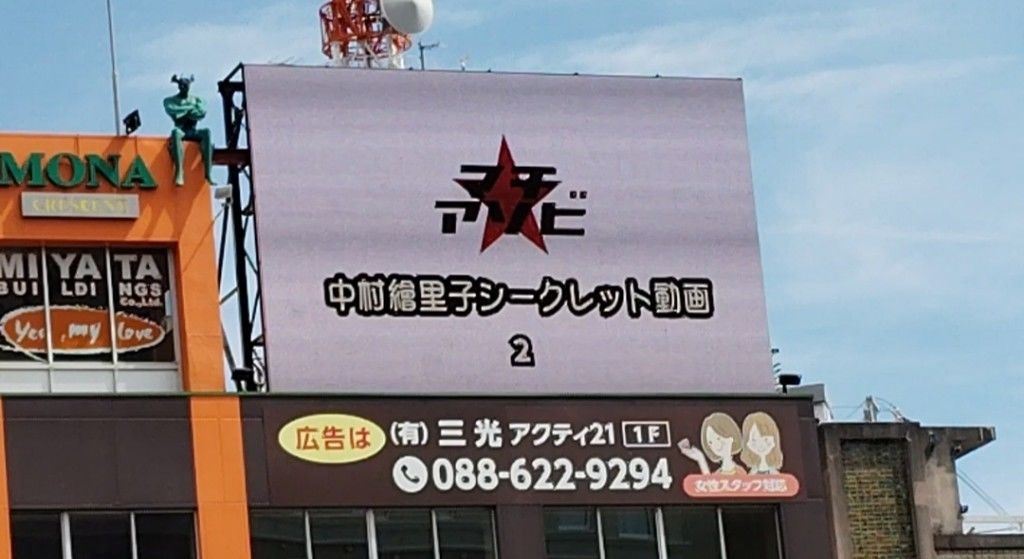 MONA
CRESCENT
MIYATA
BUILDINGS
Co.,Ltd.
Yes, my love
マチ
アソビ
中村繪里子シークレット動画
2
広告は (有) 三光 アクティ21 1F
088-622-9294
女性スタッフ対応